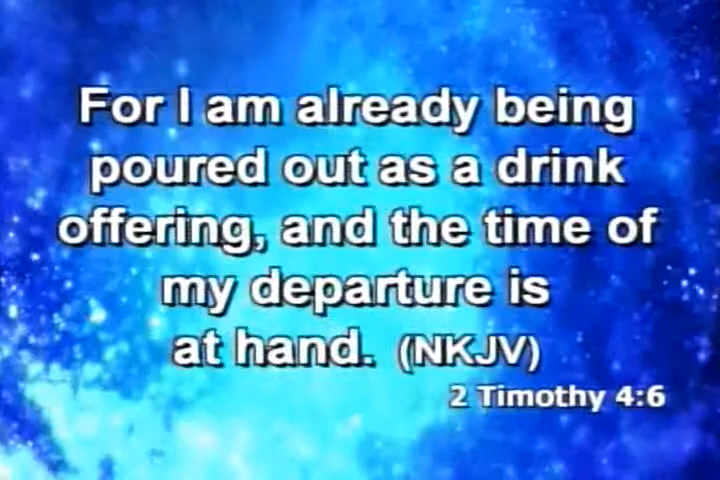 For I am already being
poured out as a drink
offering, and the time of
my departure is
at hand. (NKJV)
2 Timothy 4:6